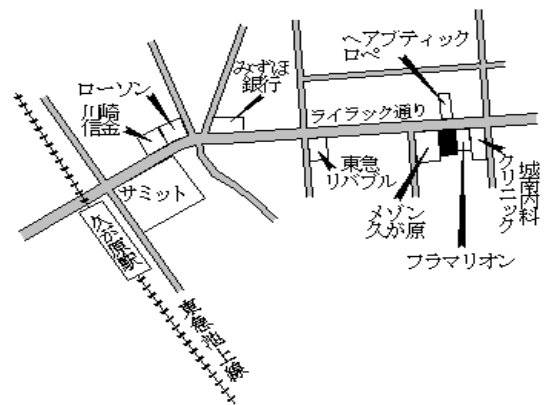 ヘアブティック
ロペ
ローソン
みずほ
銀行
川崎
信金
ライラック通り
サミット
東急
リバブル
メゾン
久が原
フラマリオン
城南内科
クリニック
久が原駅
東急池上線